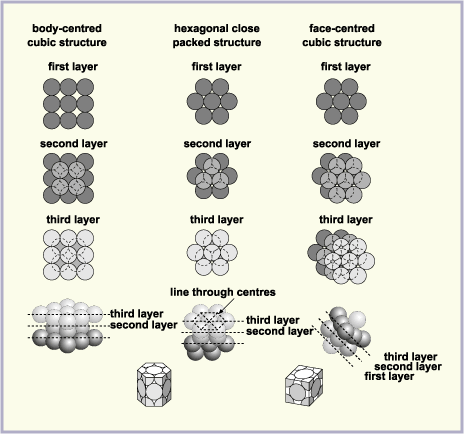 body-centred
cubic structure
hexagonal close
packed structure
face-centred
cubic structure
first layer
first layer
first layer
second layer
second layer
second layer
third layer
third layer
third layer
line through centres
third layer
second layer
third layer
second layer
third layer
second layer
first layer